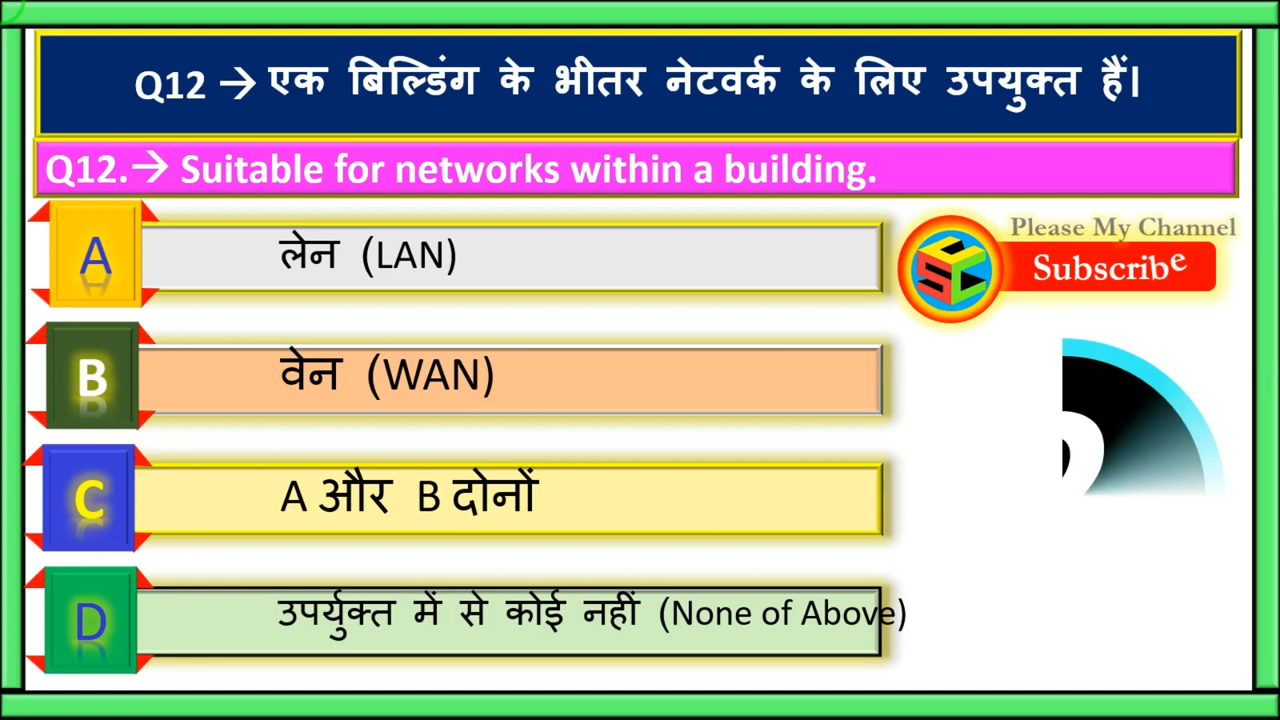 Q12 → एक बिल्डिंग के भीतर नेटवर्क के लिए उपयुक्त हैं।
Q12.→ Suitable for networks within a building.
A लेन (LAN)
Please My Channel
Subscribe
B वेन (WAN)
C A और B दोनों
D उपर्युक्त में से कोई नहीं (None of Above)